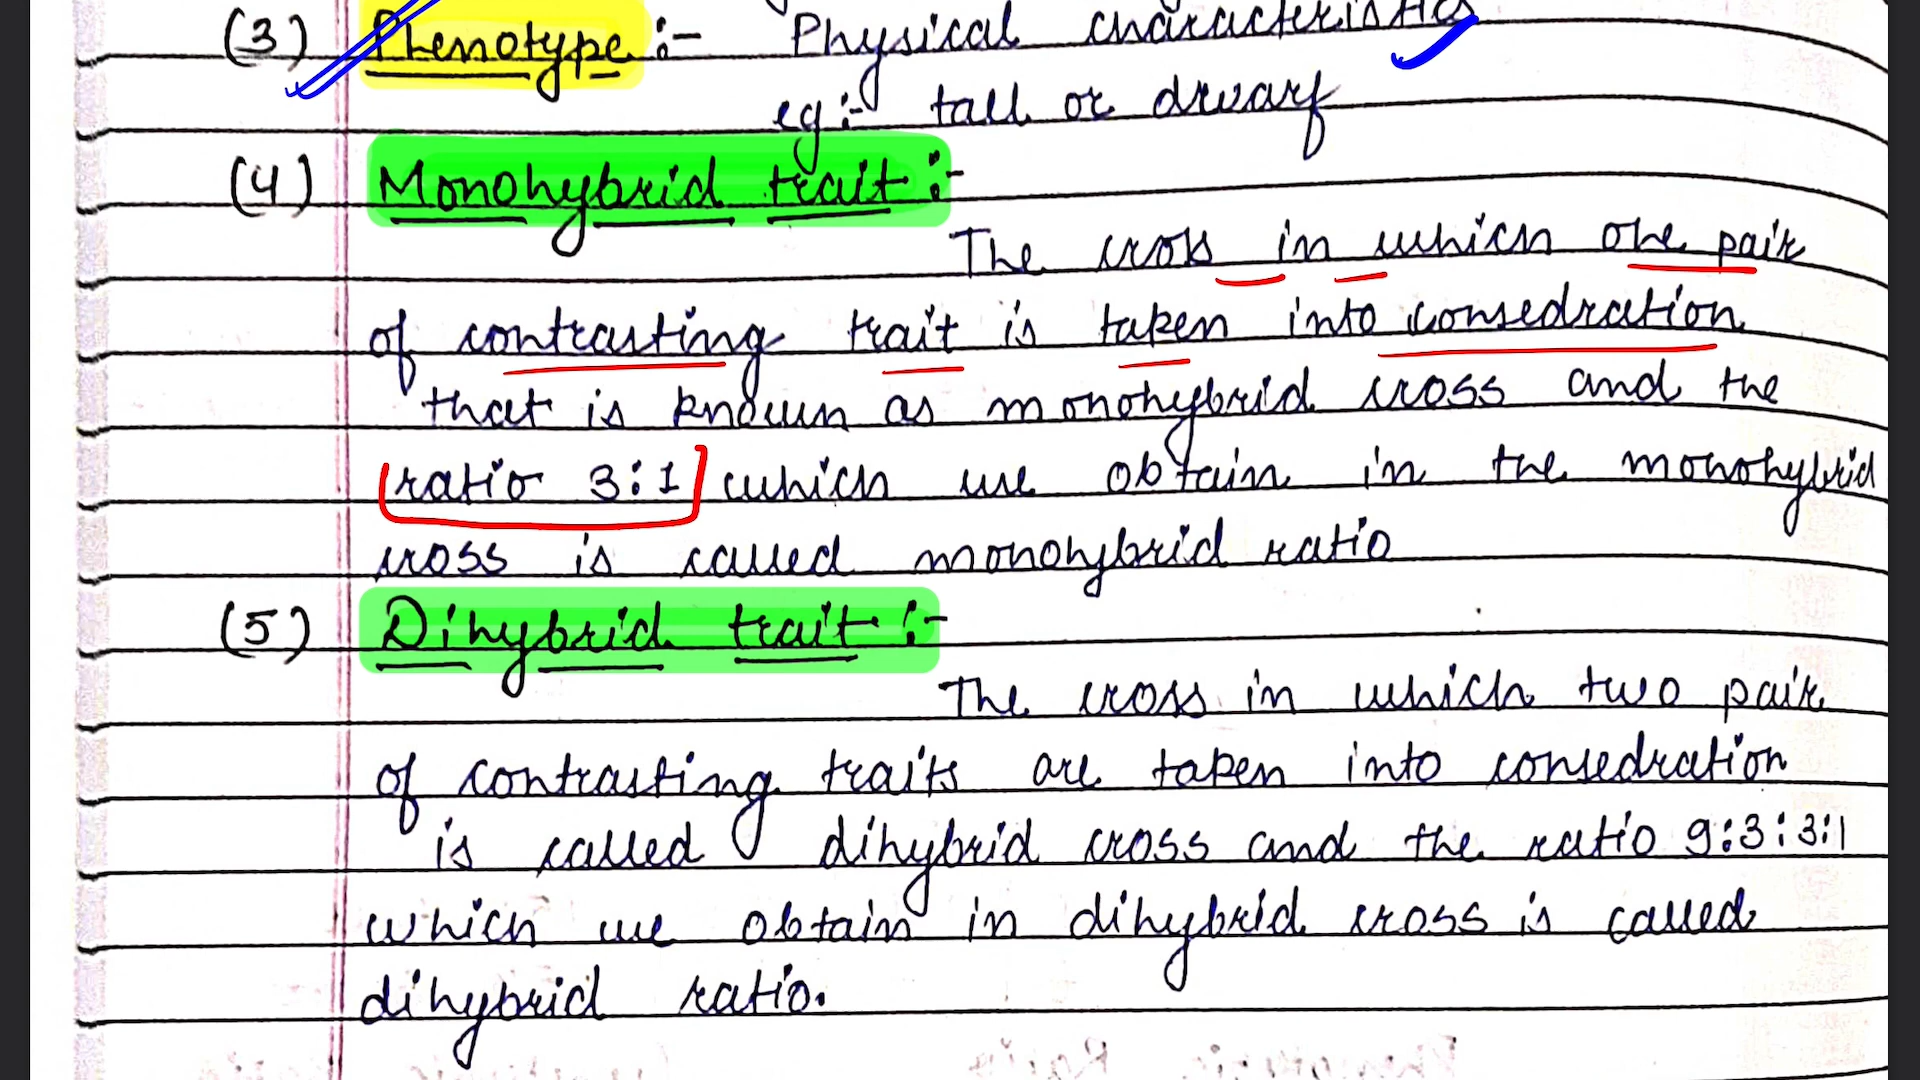 (3) Phenotype :- Physical characteristics
eg:- tall or dwarf
(4) Monohybrid trait :-
The cross in which one pair
of contrasting trait is taken into consedration
that is known as monohybrid cross and the
ratio 3:1 which we obtain in the monohybrid
cross is called monohybrid ratio
(5) Dihybrid trait :-
The cross in which two pair
of contrasting traits are taken into consedration
is called dihybrid cross and the ratio 9:3:3:1
which we obtain in dihybrid cross is called
dihybrid ratio.